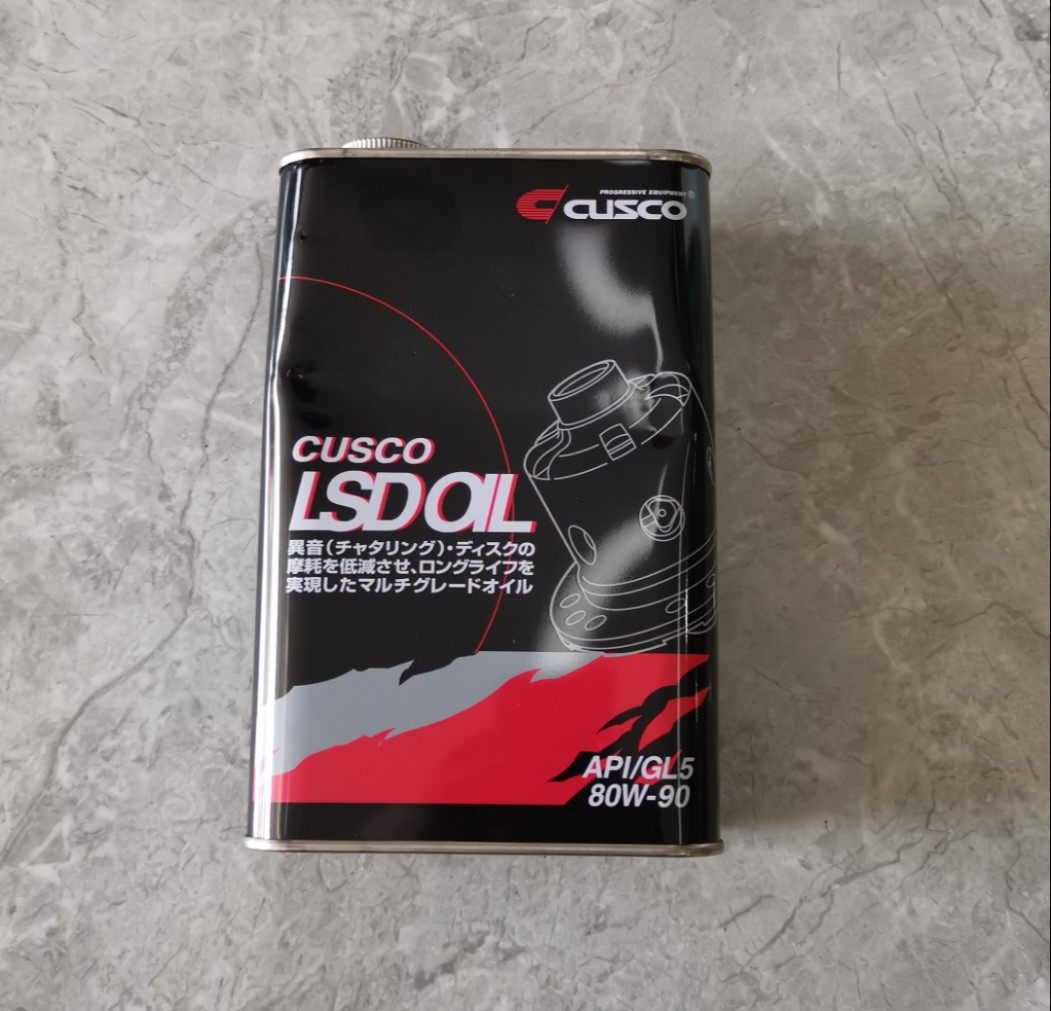 PROGRESSIVE EQUIPMENT
CUSCO
CUSCO
LSD OIL
異音(チャタリング)・ディスクの
摩耗を低減させ、ロングライフを
実現したマルチグレードオイル
API/GL5
80W-90